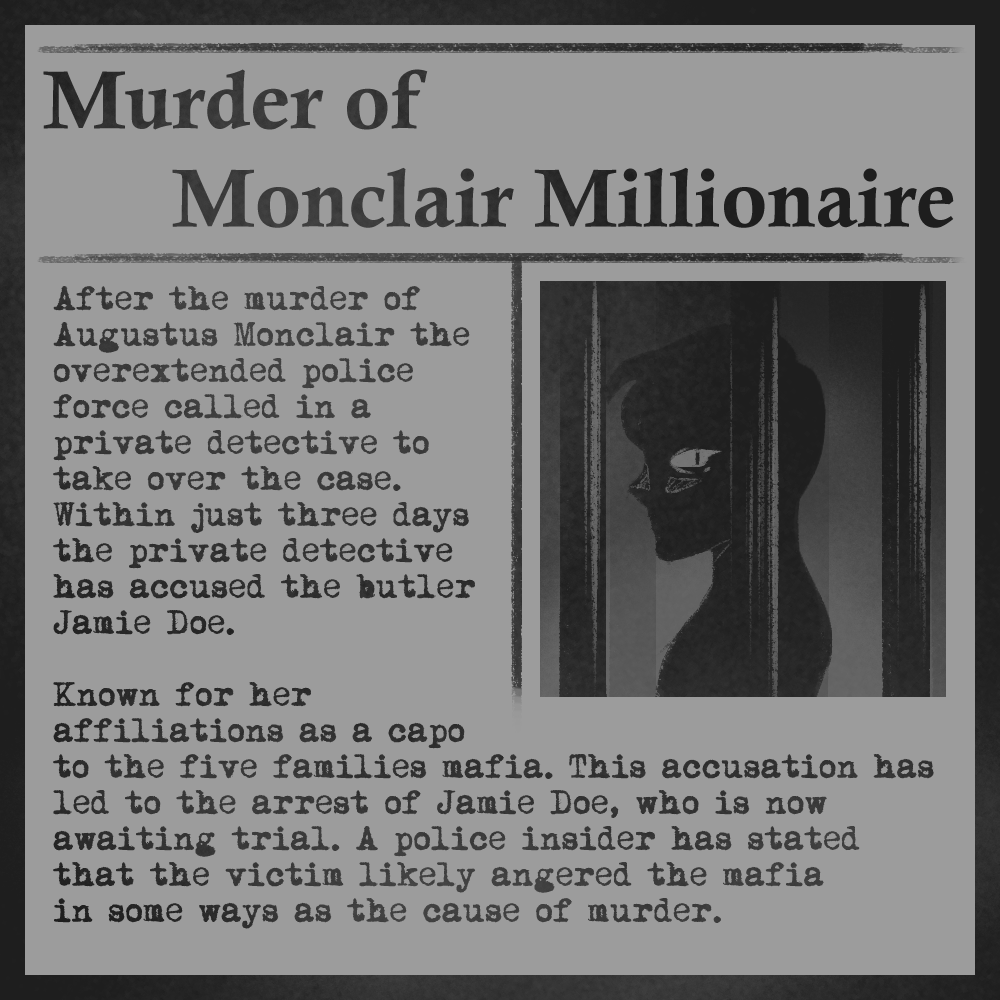 Murder of
Monclair Millionaire
After the murder of
Augustus Monclair the
overextended police
force called in a
private detective to
take over the case.
Within just three days
the private detective
has accused the butler
Jamie Doe.
Known for her
affiliations as a capo
to the five families mafia. This accusation has
led to the arrest of Jamie Doe, who is now
awaiting trial. A police insider has stated
that the victim likely angered the mafia
in some ways as the cause of murder.